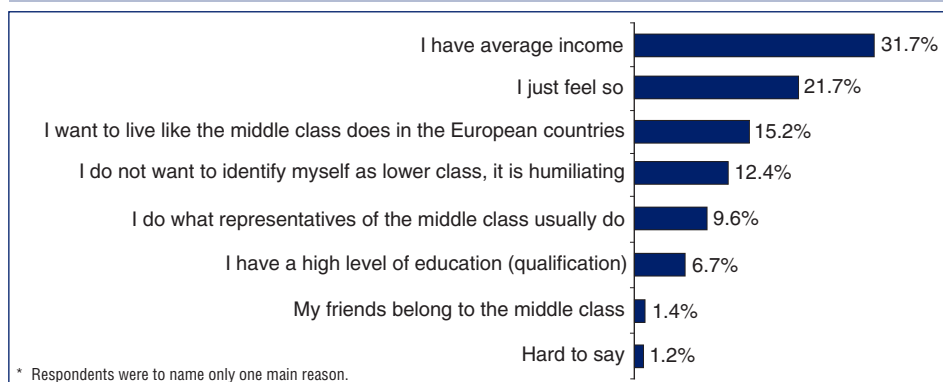 I have average income 31.7%
I just feel so 21.7%
I want to live like the middle class does in the European countries 15.2%
I do not want to identify myself as lower class, it is humiliating 12.4%
I do what representatives of the middle class usually do 9.6%
I have a high level of education (qualification) 6.7%
My friends belong to the middle class 1.4%
Hard to say 1.2%
* Respondents were to name only one main reason.